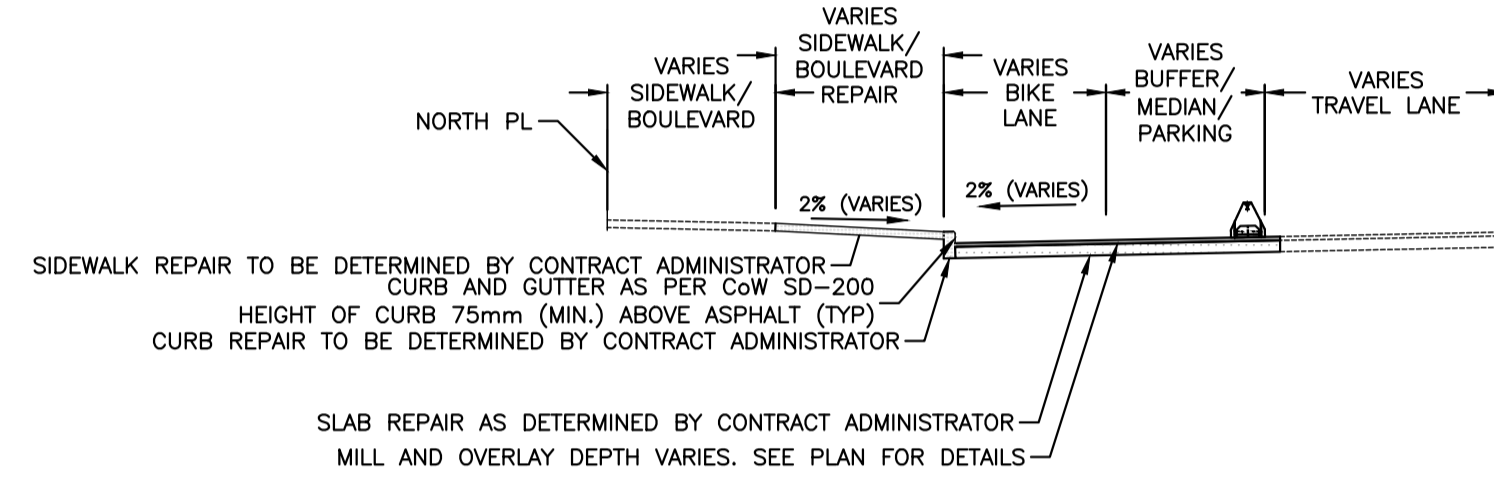 VARIES
SIDEWALK/
BOULEVARD
VARIES
SIDEWALK/
BOULEVARD
REPAIR
VARIES
BIKE
LANE
VARIES
BUFFER/
MEDIAN/
PARKING
VARIES
TRAVEL LANE
NORTH PL
2% (VARIES)
2% (VARIES)
SIDEWALK REPAIR TO BE DETERMINED BY CONTRACT ADMINISTRATOR
CURB AND GUTTER AS PER CoW SD-200
HEIGHT OF CURB 75mm (MIN.) ABOVE ASPHALT (TYP)
CURB REPAIR TO BE DETERMINED BY CONTRACT ADMINISTRATOR
SLAB REPAIR AS DETERMINED BY CONTRACT ADMINISTRATOR
MILL AND OVERLAY DEPTH VARIES. SEE PLAN FOR DETAILS